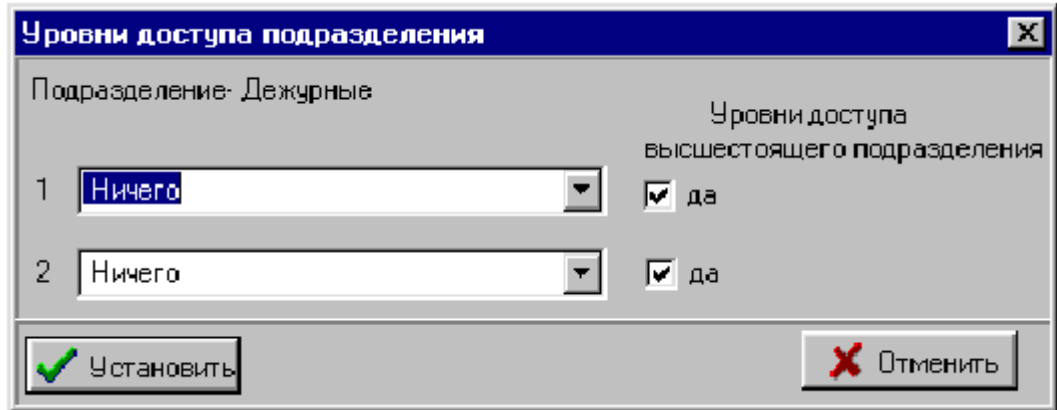 Уровни доступа подразделения
Подразделение- Дежурные
Уровни доступа
высшестоящего подразделения
1 Ничего да
2 Ничего да
Установить Отменить